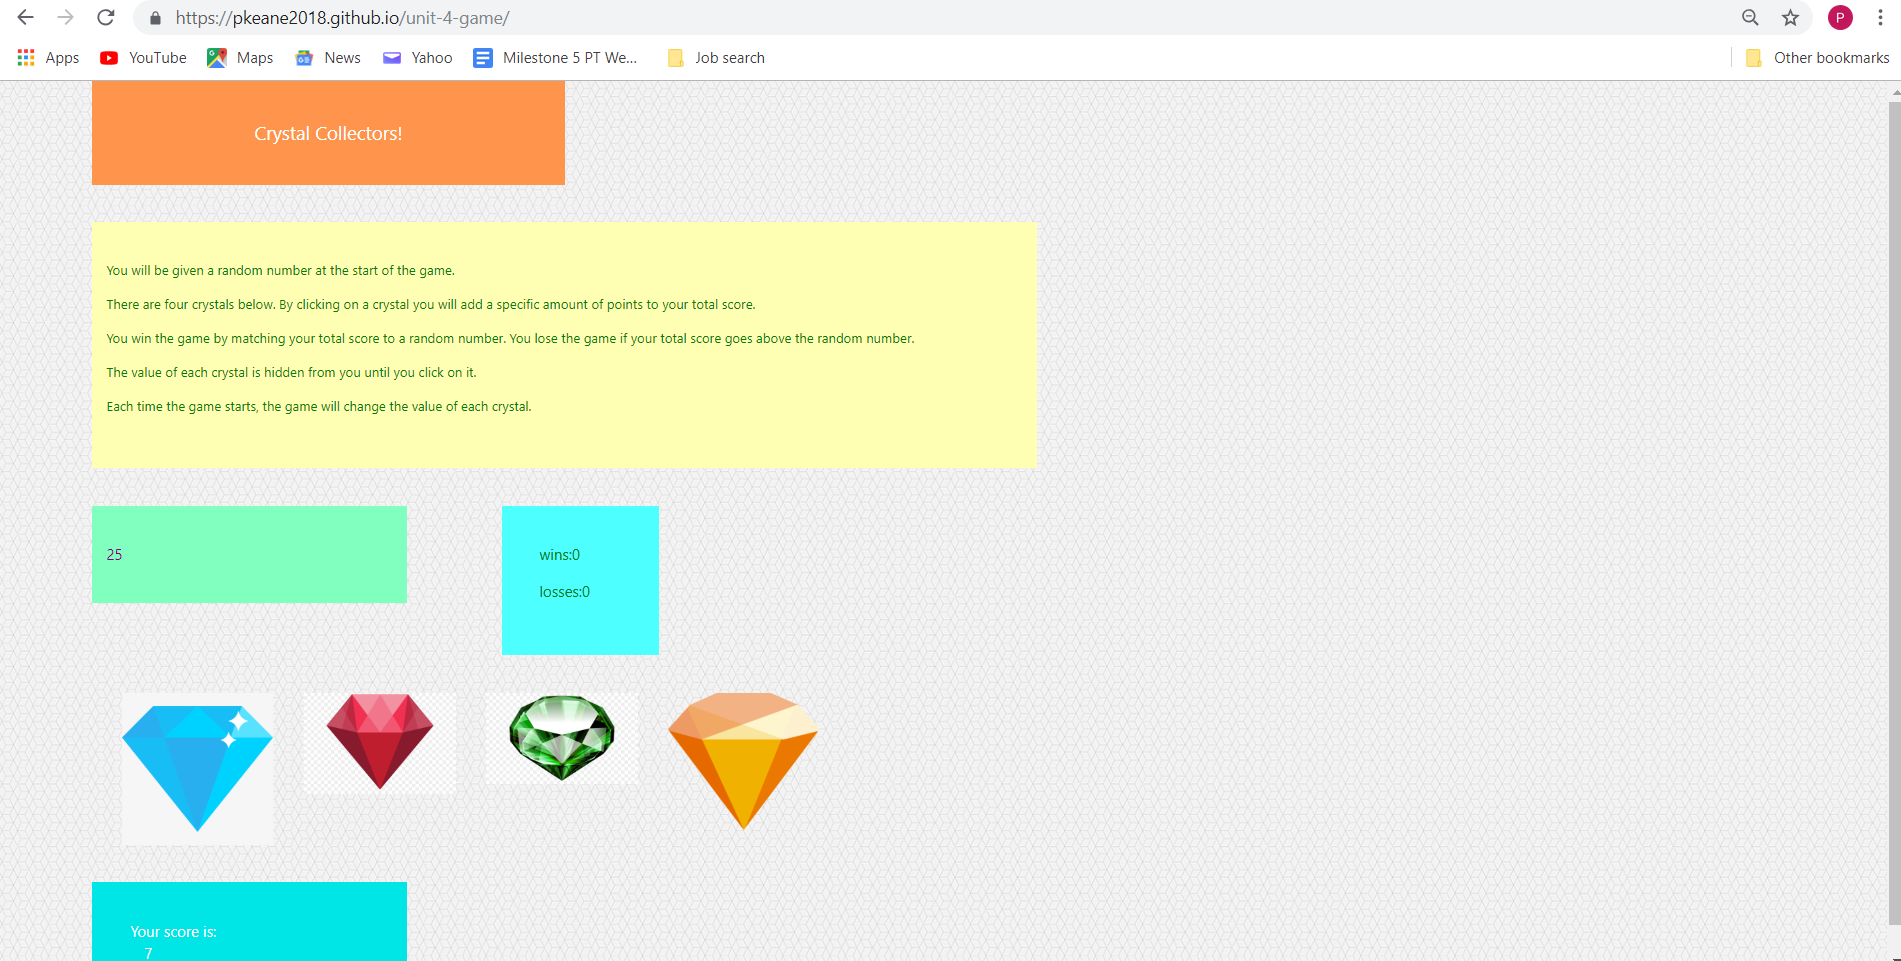 https://pkeane2018.github.io/unit-4-game/
P
Apps YouTube Maps News Yahoo Milestone 5 PT We... Job search Other bookmarks
Crystal Collectors!
You will be given a random number at the start of the game.
There are four crystals below. By clicking on a crystal you will add a specific amount of points to your total score.
You win the game by matching your total score to a random number. You lose the game if your total score goes above the random number.
The value of each crystal is hidden from you until you click on it.
Each time the game starts, the game will change the value of each crystal.
25
wins:0
losses:0
Your score is:
7